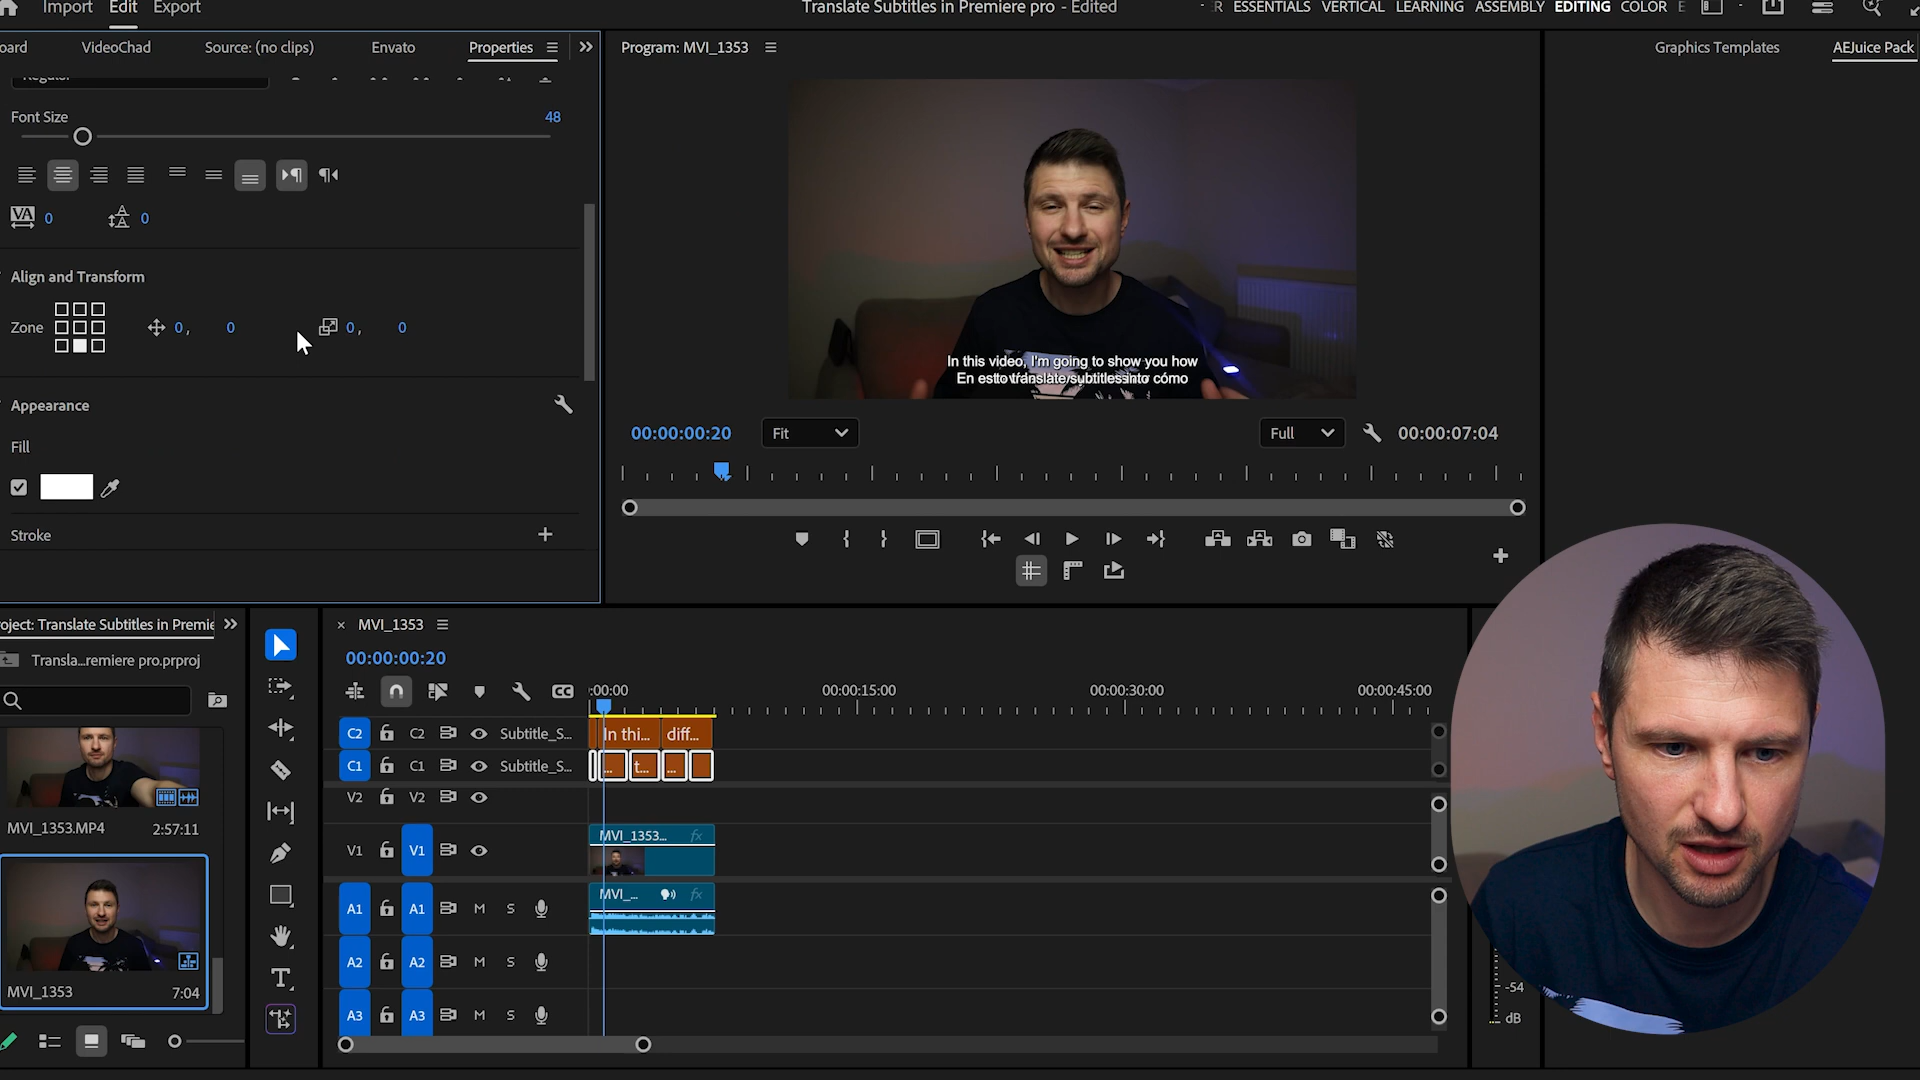 Import Edit Export
Translate Subtitles in Premiere pro - Edited
ESSENTIALS VERTICAL LEARNING ASSEMBLY EDITING COLOR
oard VideoChad Source: (no clips) Envato Properties
Program: MVI_1353
Graphics Templates AEJuice Pack
Regular
Font Size 48
VA 0 0
Align and Transform
Zone 0, 0 0, 0
Appearance
Fill
Stroke
In this video, I'm going to show you how
00:00:00:20 Fit Full 00:00:07:04
oject: Translate Subtitles in Premie
Transla...remiere pro.prproj
MVI_1353.MP4 2:57:11
MVI_1353 7:04
× MVI_1353
00:00:00:20
CC :00:00 00:00:15:00 00:00:30:00 00:00:45:00
C2 C2 Subtitle_S... In thi... diff...
C1 C1 Subtitle_S... ... t... ...
V2 V2
V1 V1 MVI_1353... fx
A1 A1 M S MVI_... fx
A2 A2 M S
A3 A3 M S
-54
dB